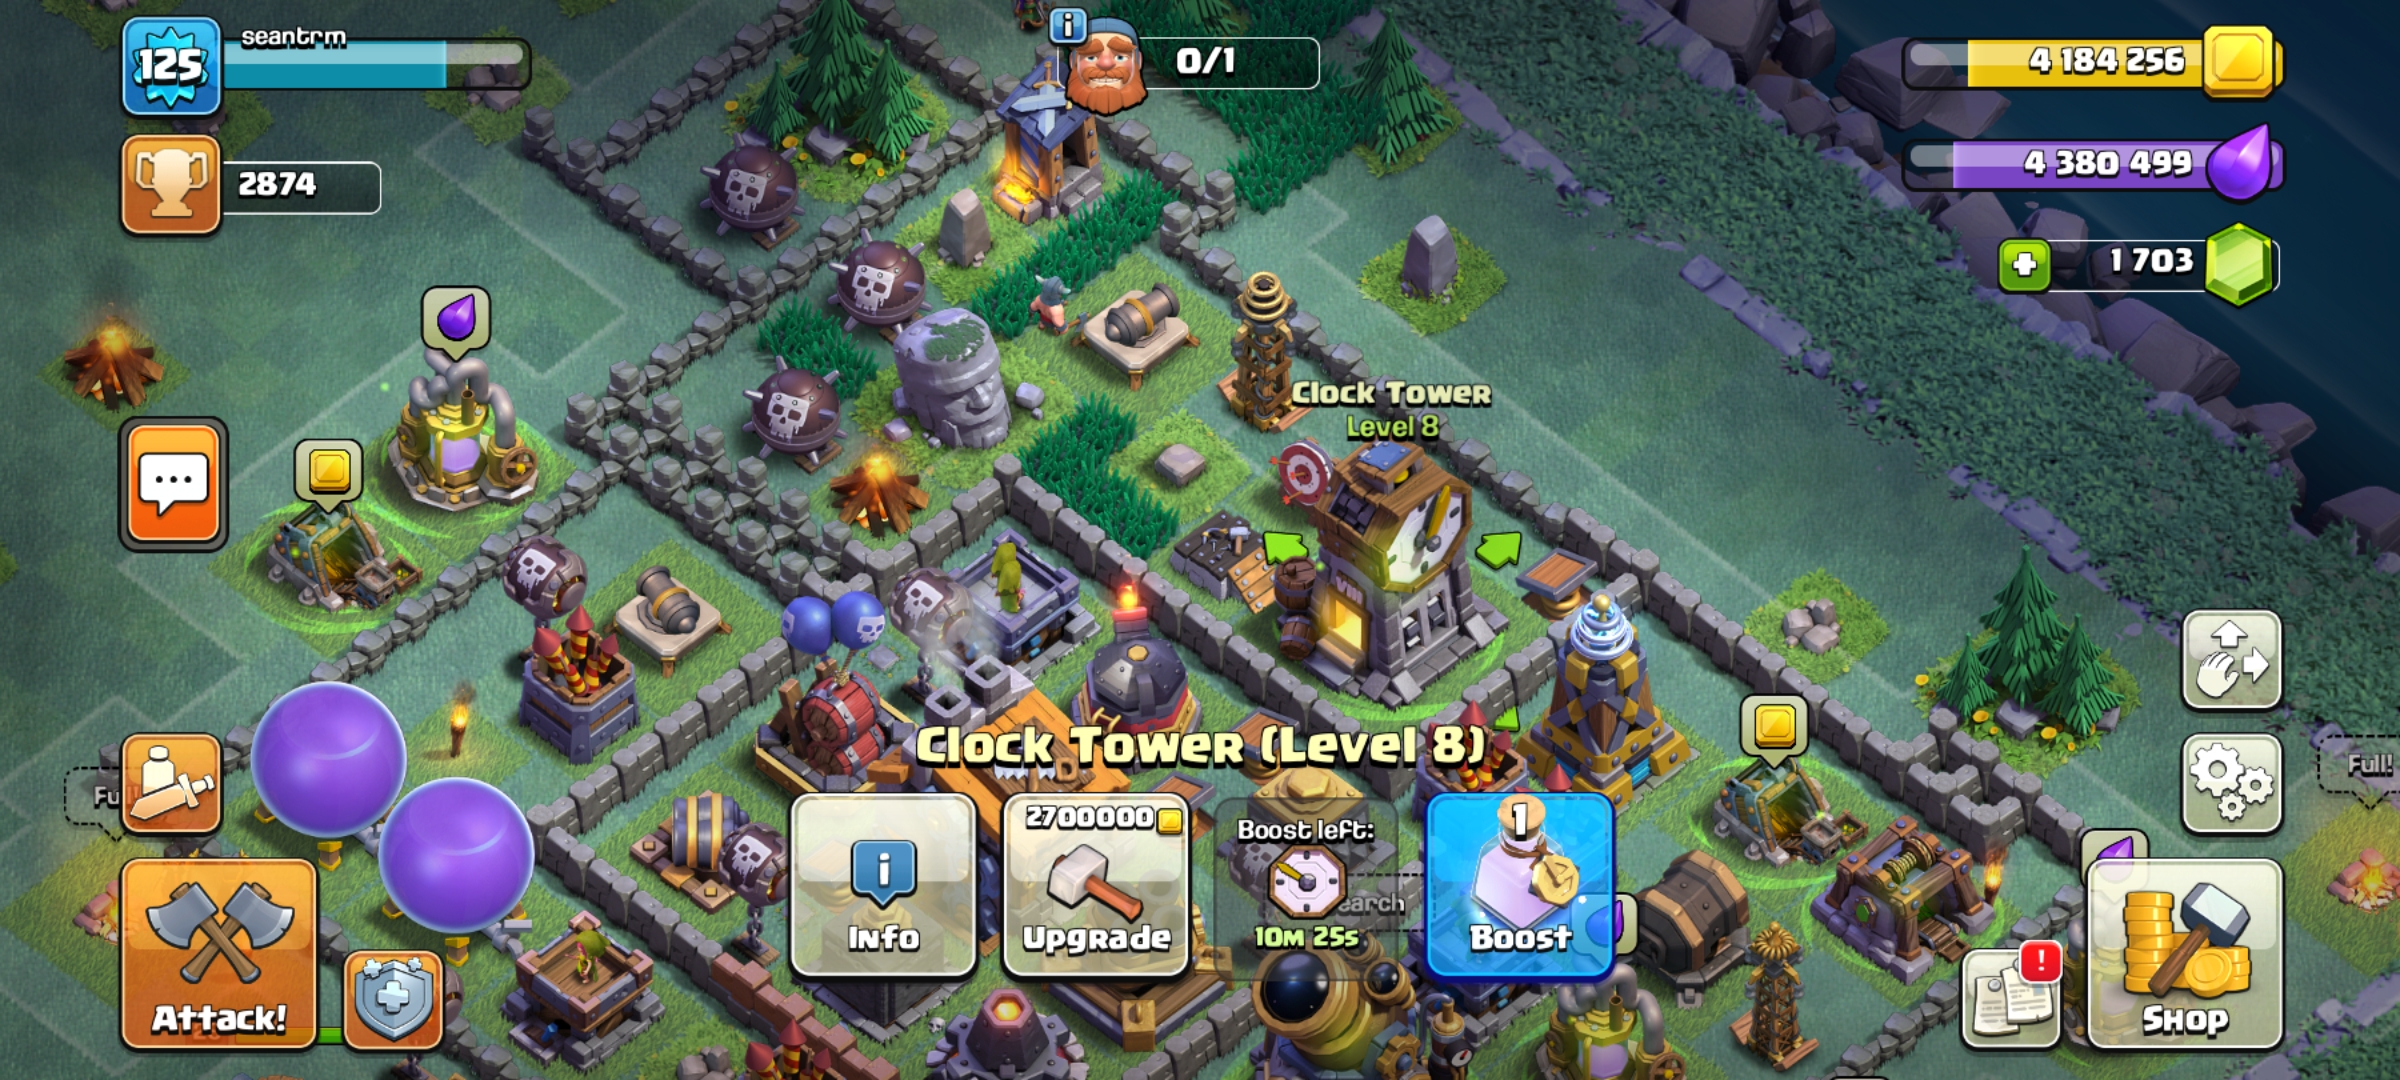 125
seantrm
0/1
4 184 256
2874
4 380 499
1 703
Clock Tower
Level 8
Clock Tower (Level 8)
Full!
2700000
Boost left:
1
earch
Info
Upgrade
10M 25s
Boost
!
Attack!
Shop